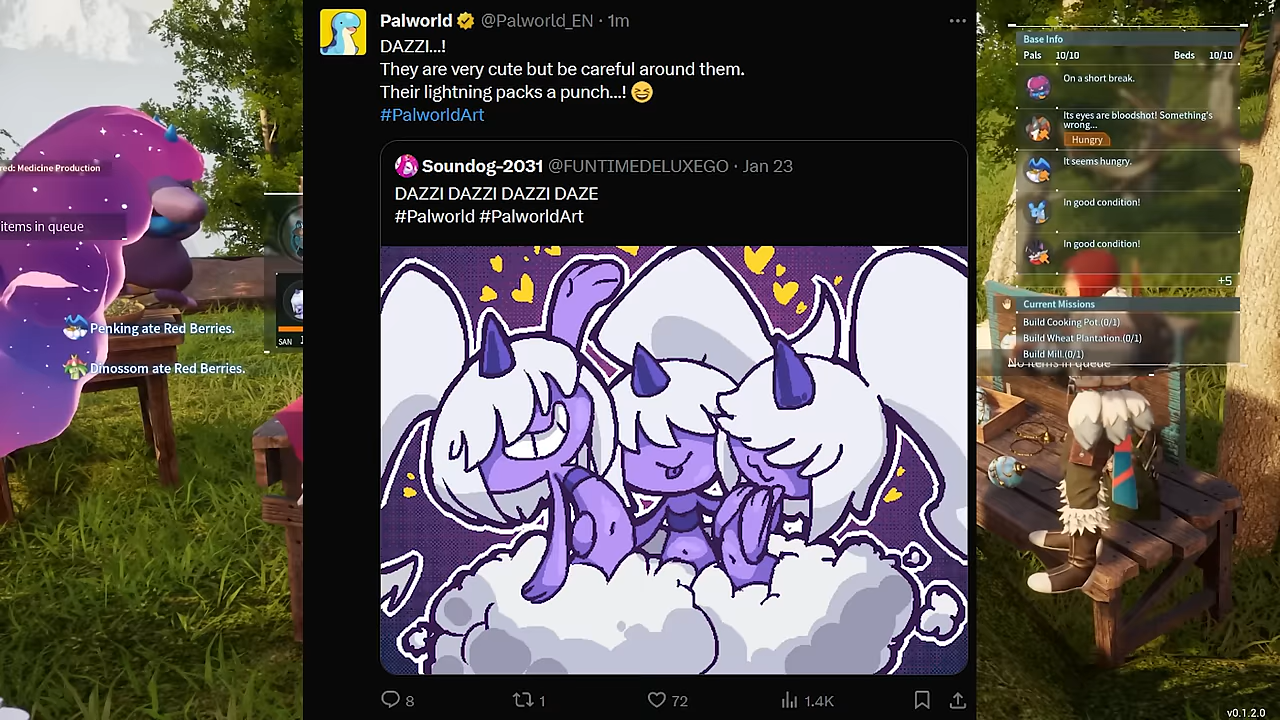 Palworld @Palworld_EN · 1m
DAZZI...!
They are very cute but be careful around them.
Their lightning packs a punch...! 😆
#PalworldArt
Soundog-2031 @FUNTIMEDELUXEGO · Jan 23
DAZZI DAZZI DAZZI DAZE
#Palworld #PalworldArt
8
1
72
1.4K
red: Medicine Production
items in queue
Penking ate Red Berries.
Dinossom ate Red Berries.
SAN
Base Info
Pals 10/10 Beds 10/10
On a short break.
Its eyes are bloodshot! Something's
wrong...
Hungry
It seems hungry.
In good condition!
In good condition!
+5
Current Missions
Build Cooking Pot (0/1)
Build Wheat Plantation (0/1)
Build Mill (0/1)
No items in queue
v0.1.2.0